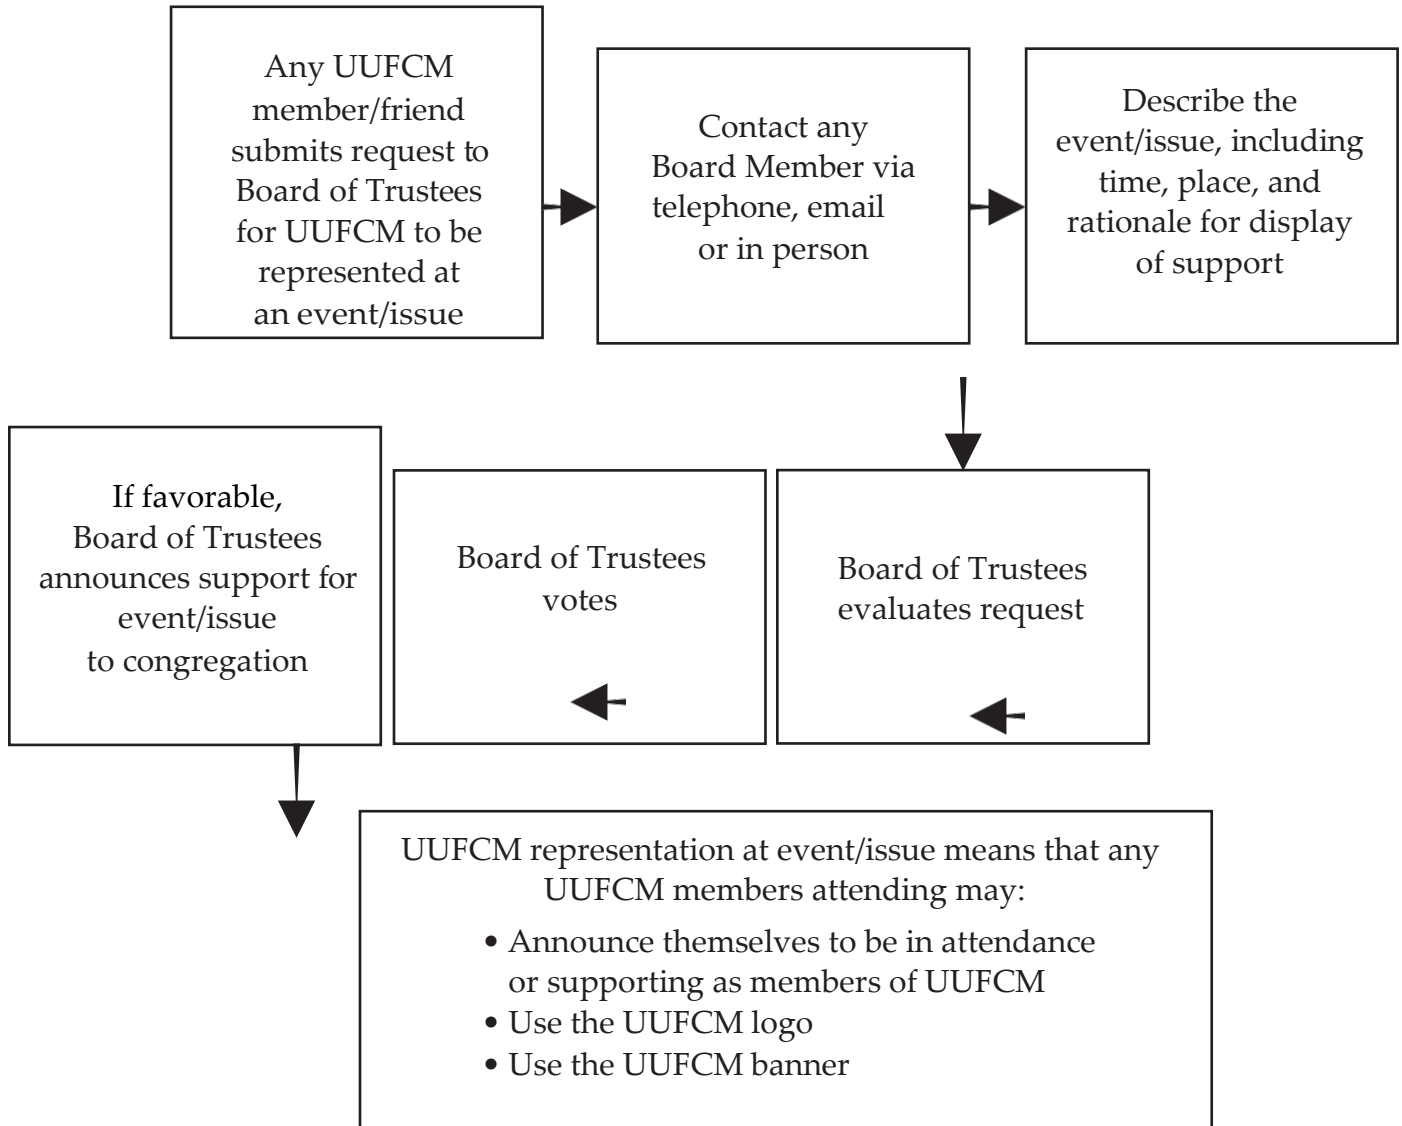 Any UUFCM
member/friend
submits request to
Board of Trustees
for UUFCM to be
represented at
an event/issue
Contact any
Board Member via
telephone, email
or in person
Describe the
event/issue, including
time, place, and
rationale for display
of support
Board of Trustees
evaluates request
Board of Trustees
votes
If favorable,
Board of Trustees
announces support for
event/issue
to congregation
UUFCM representation at event/issue means that any
UUFCM members attending may:
• Announce themselves to be in attendance
or supporting as members of UUFCM
• Use the UUFCM logo
• Use the UUFCM banner